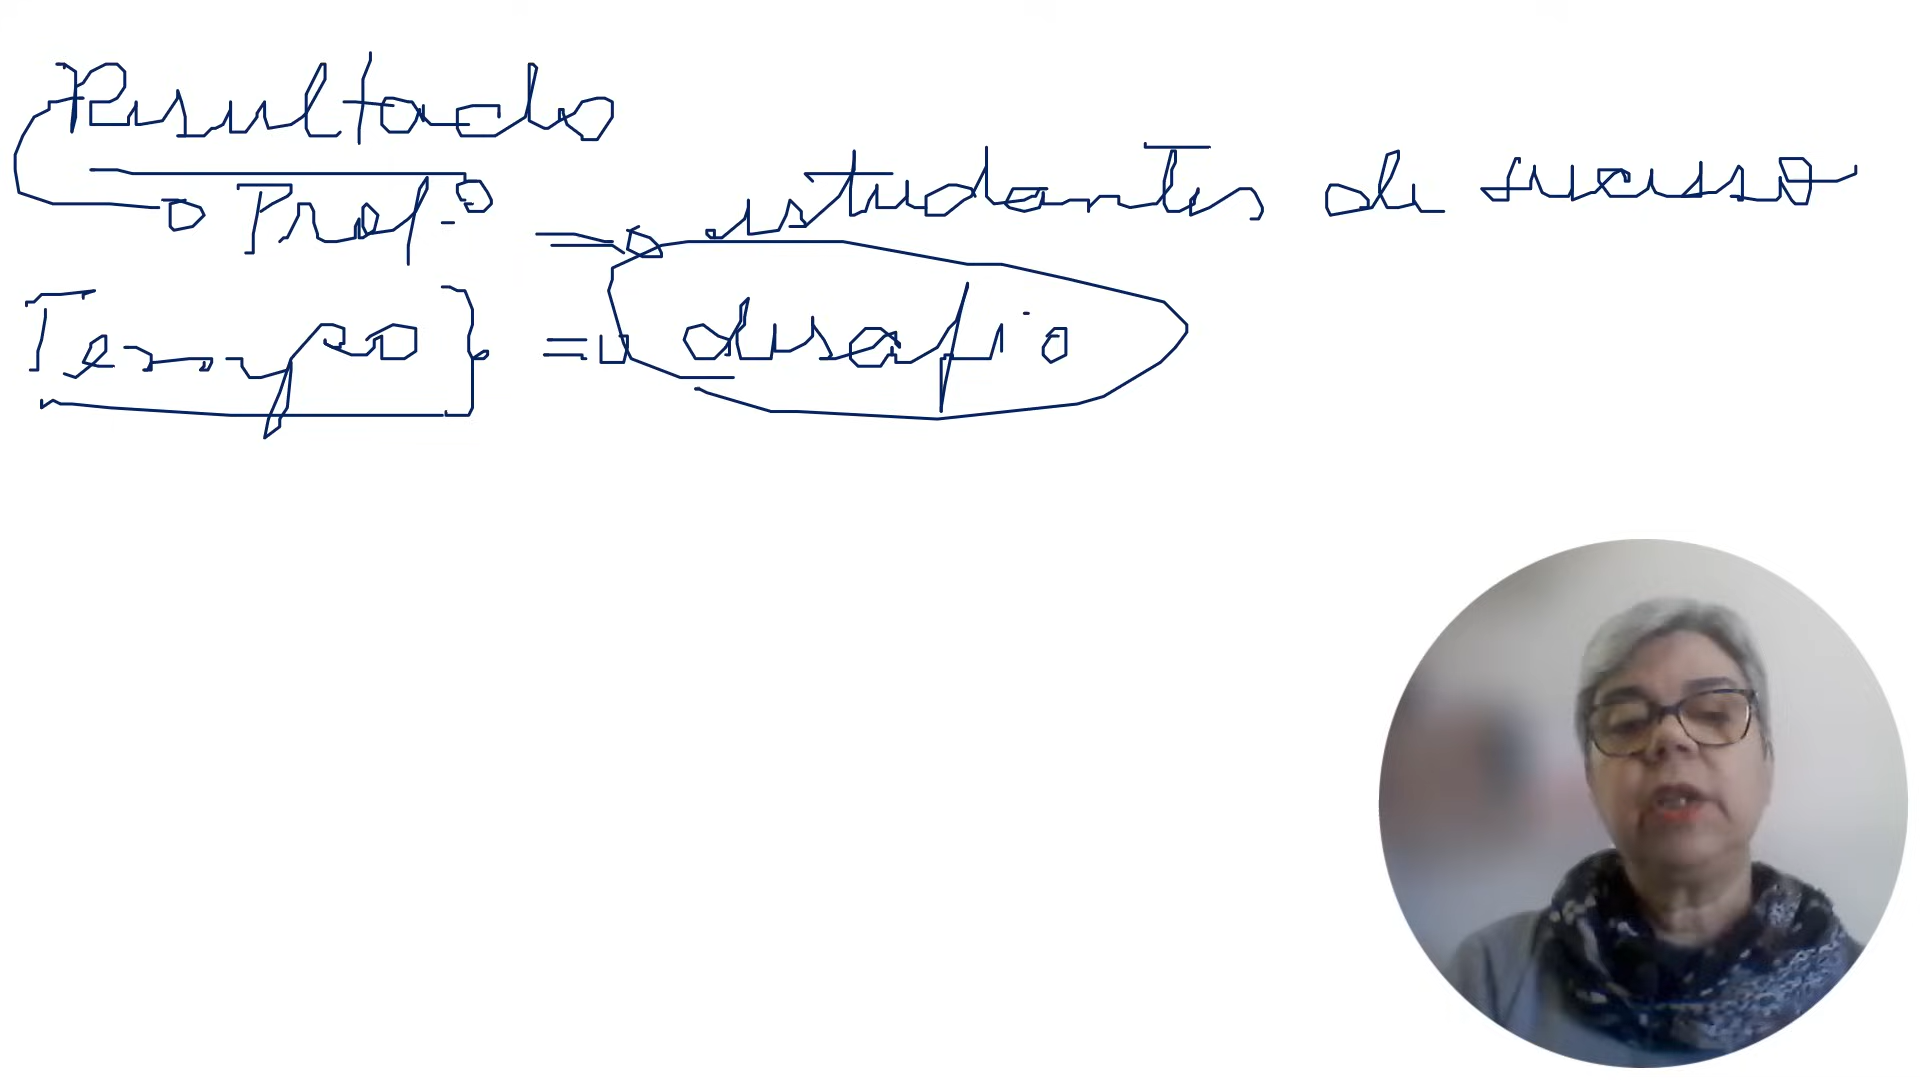 Resultado
Prof.º => estudantes de sucesso
Tempo => desafio